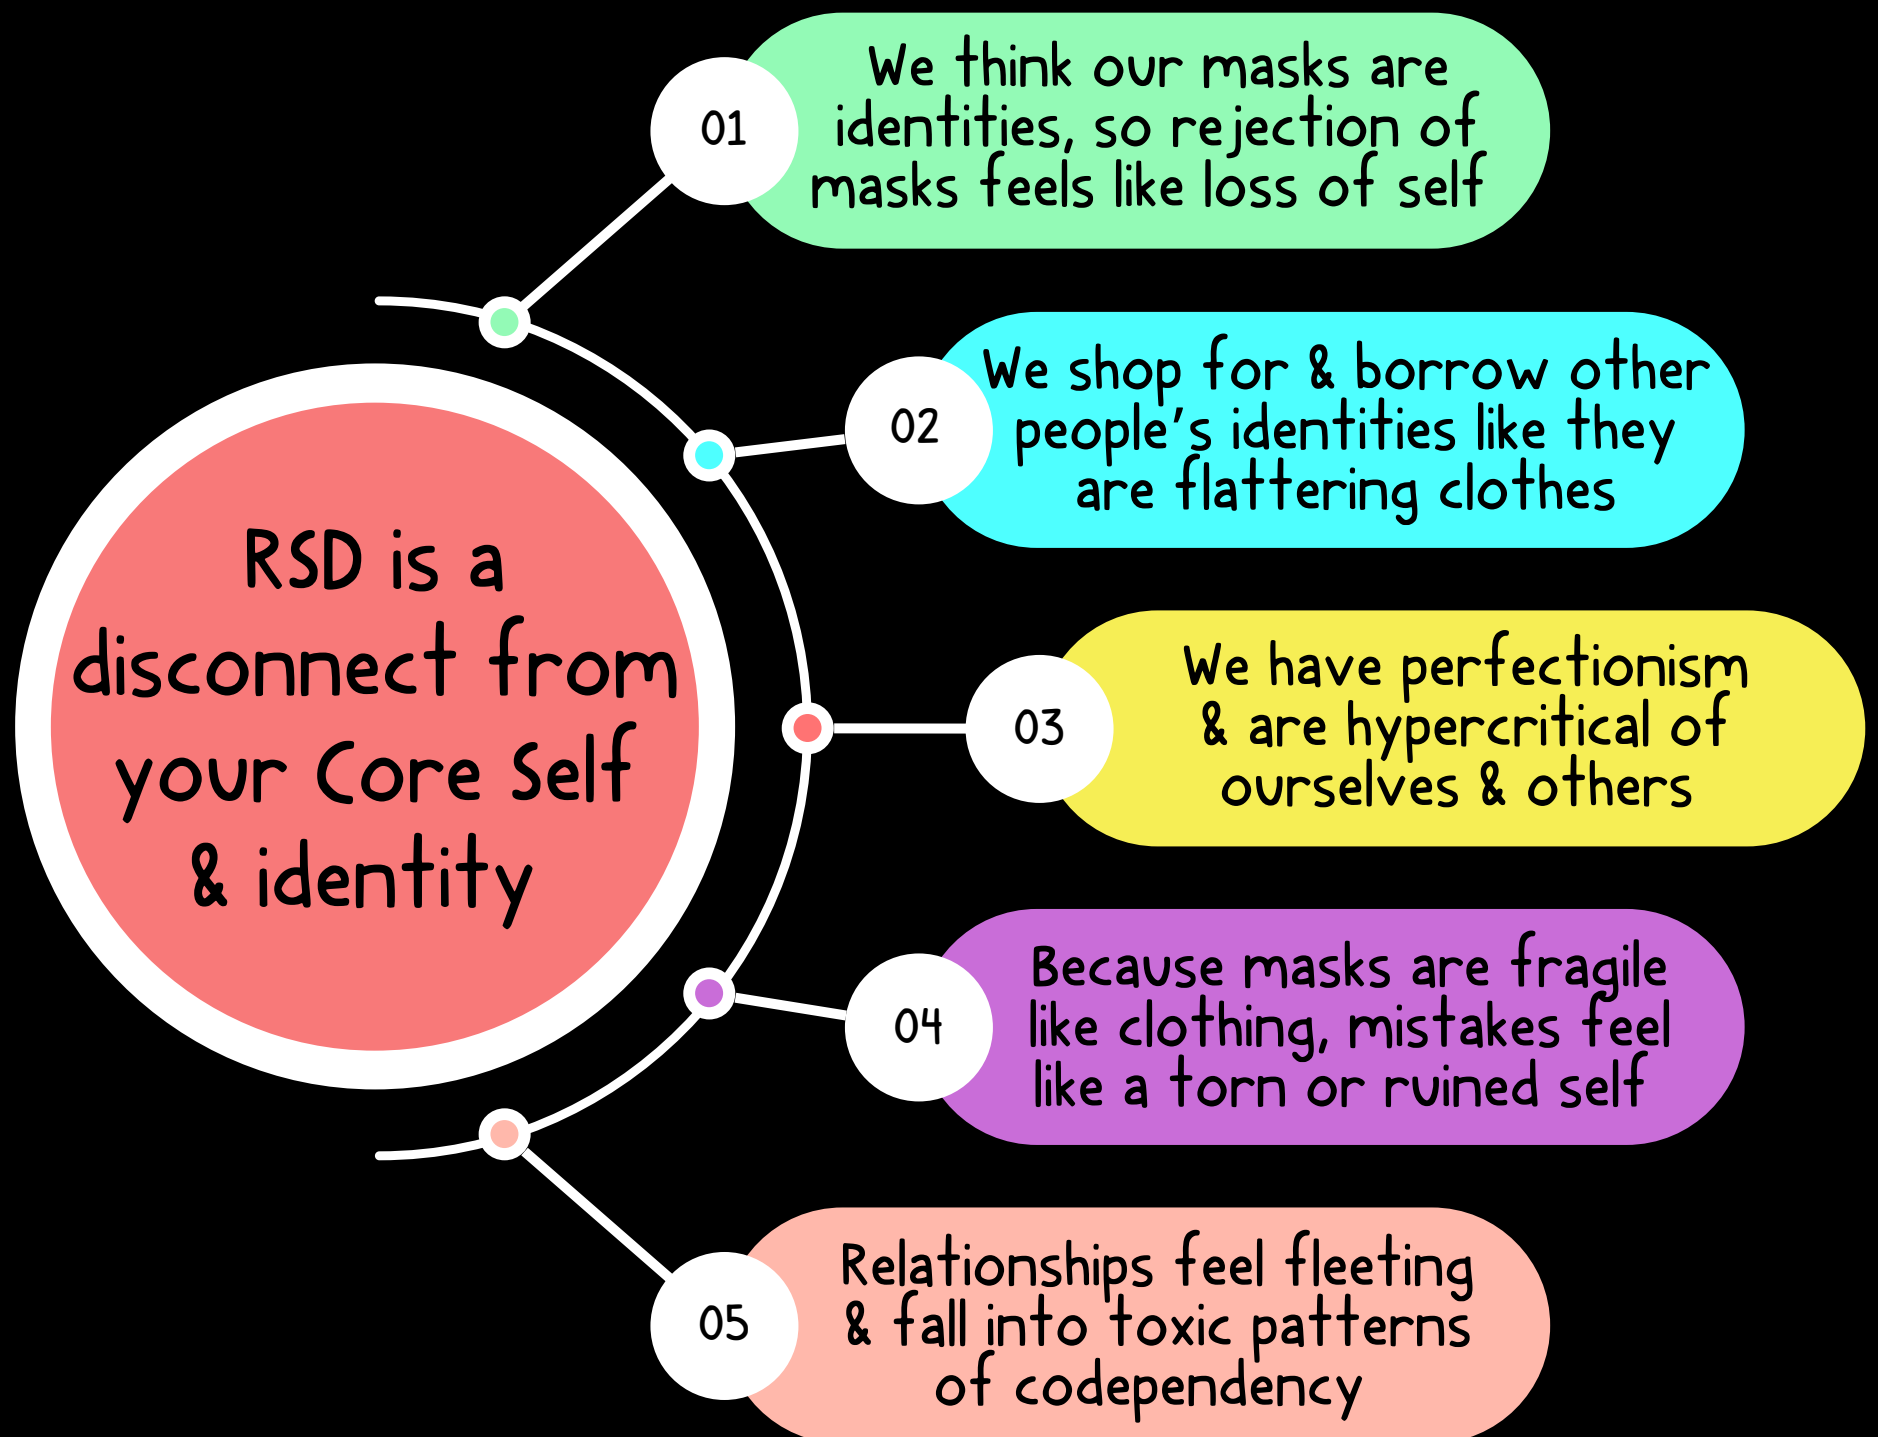 RSD is a
disconnect from
your Core Self
& identity
01
We think our masks are
identities, so rejection of
masks feels like loss of self
02
We shop for & borrow other
people's identities like they
are flattering clothes
03
We have perfectionism
& are hypercritical of
ourselves & others
04
Because masks are fragile
like clothing, mistakes feel
like a torn or ruined self
05
Relationships feel fleeting
& fall into toxic patterns
of codependency